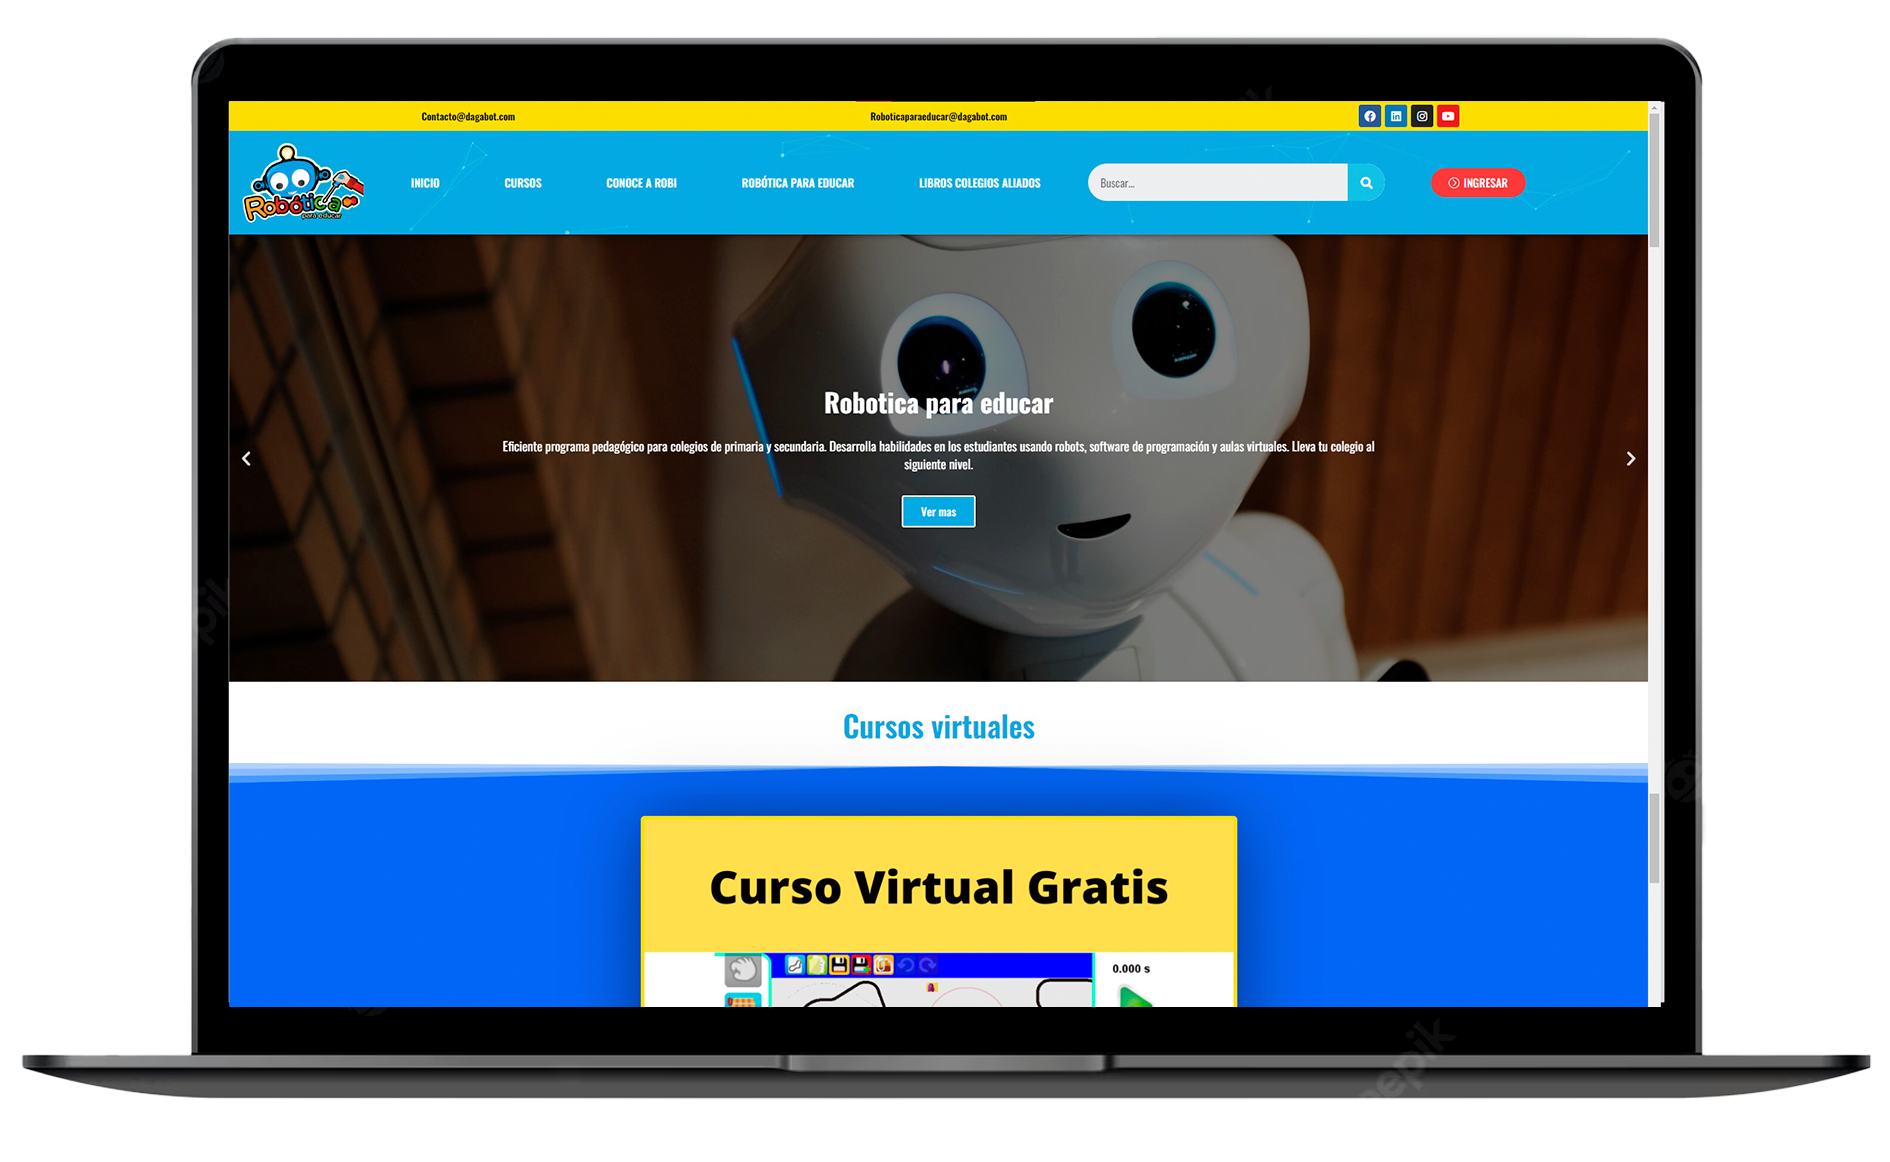 Contacto@dagabot.com
Roboticaparaeducar@dagabot.com
Robótica
para educar
INICIO
CURSOS
CONOCE A ROBI
ROBÓTICA PARA EDUCAR
LIBROS COLEGIOS ALIADOS
Buscar...
INGRESAR
Robotica para educar
Eficiente programa pedagógico para colegios de primaria y secundaria. Desarrolla habilidades en los estudiantes usando robots, software de programación y aulas virtuales. Lleva tu colegio al
siguiente nivel.
Ver mas
Cursos virtuales
Curso Virtual Gratis
0.000 s